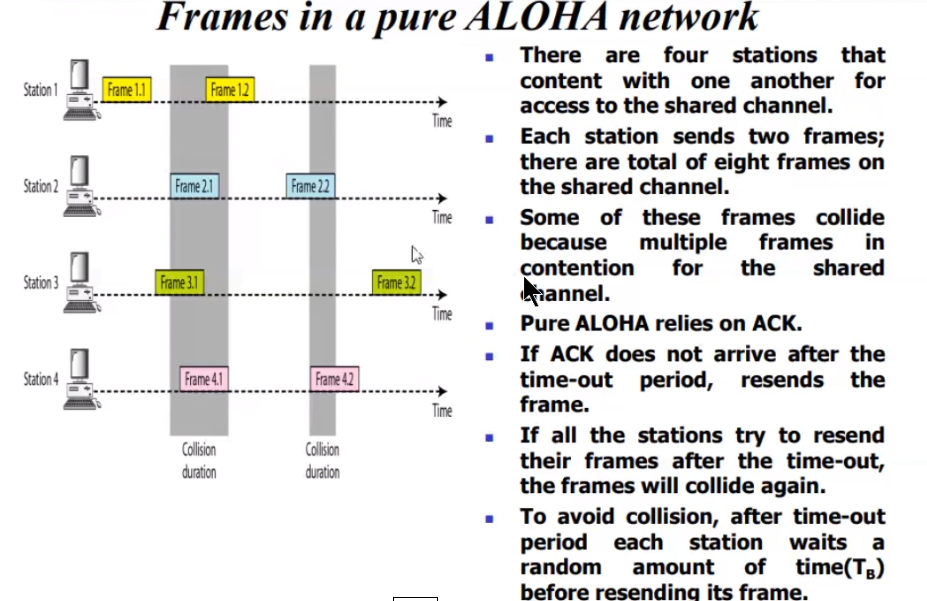 Frames in a pure ALOHA network
Station 1
Frame 1.1
Frame 1.2
Time
Station 2
Frame 2.1
Frame 2.2
Time
Station 3
Frame 3.1
Frame 3.2
Time
Station 4
Frame 4.1
Frame 4.2
Time
Collision
duration
Collision
duration
There are four stations that
content with one another for
access to the shared channel.
Each station sends two frames;
there are total of eight frames on
the shared channel.
Some of these frames collide
because multiple frames in
contention for the shared
channel.
Pure ALOHA relies on ACK.
If ACK does not arrive after the
time-out period, resends the
frame.
If all the stations try to resend
their frames after the time-out,
the frames will collide again.
To avoid collision, after time-out
period each station waits a
random amount of time(TB)
before resending its frame.